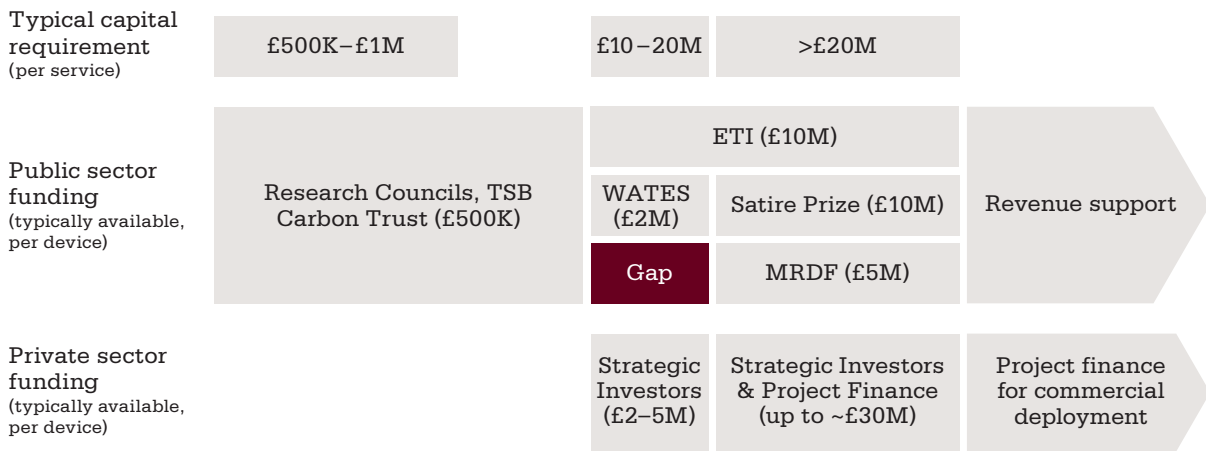 Typical capital
requirement
(per service)
£500K–£1M
£10–20M
>£20M
Public sector
funding
(typically available,
per device)
Research Councils, TSB
Carbon Trust (£500K)
ETI (£10M)
WATES
(£2M)
Satire Prize (£10M)
Gap
MRDF (£5M)
Revenue support
Private sector
funding
(typically available,
per device)
Strategic
Investors
(£2–5M)
Strategic Investors
& Project Finance
(up to ~£30M)
Project finance
for commercial
deployment